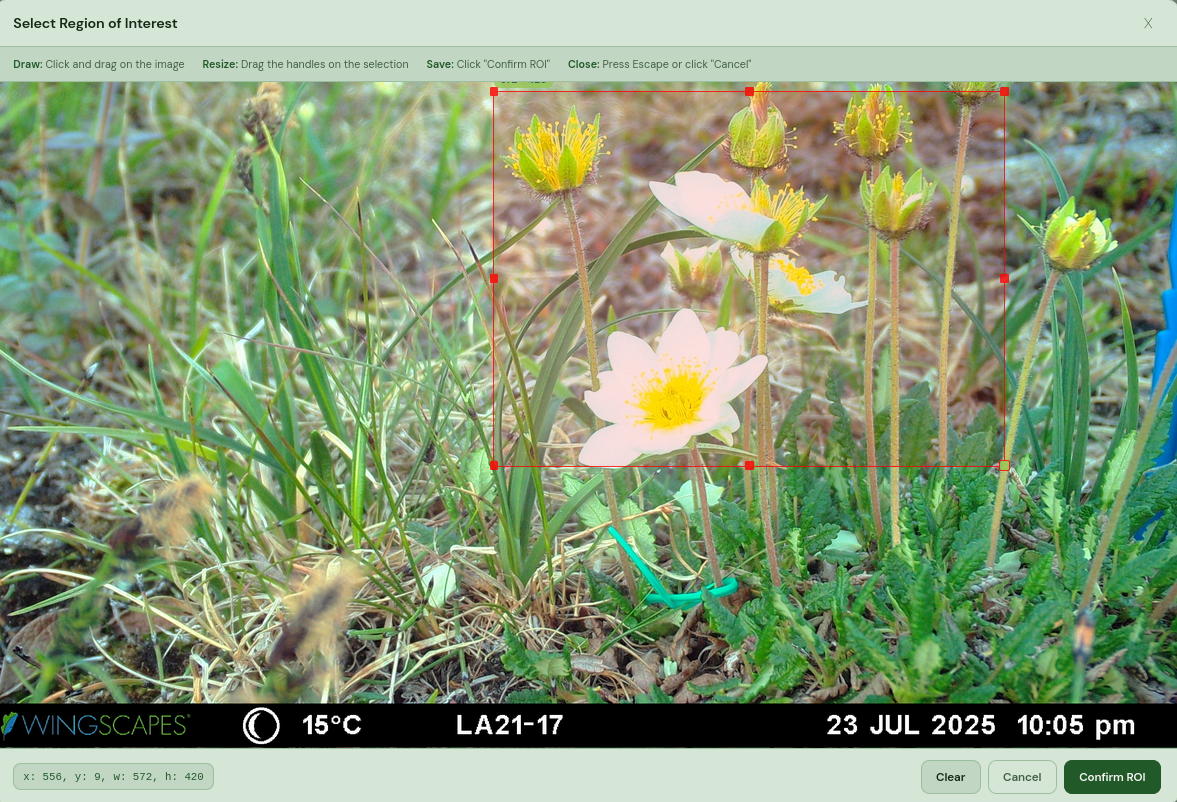 Select Region of Interest
X
Draw: Click and drag on the image Resize: Drag the handles on the selection Save: Click "Confirm ROI" Close: Press Escape or click "Cancel"
WINGSCAPES® 15°C LA21-17 23 JUL 2025 10:05 pm
x: 556, y: 9, w: 572, h: 420
Clear Cancel Confirm ROI